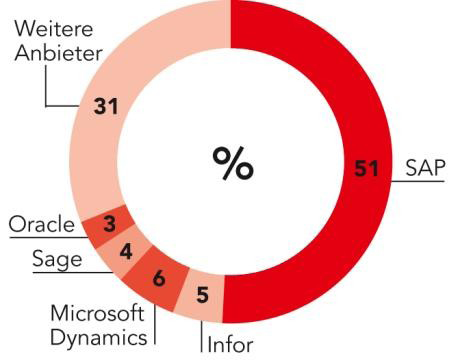 Weitere
Anbieter
31
%
51 SAP
Oracle 3
Sage 4
6
5
Microsoft
Dynamics
Infor